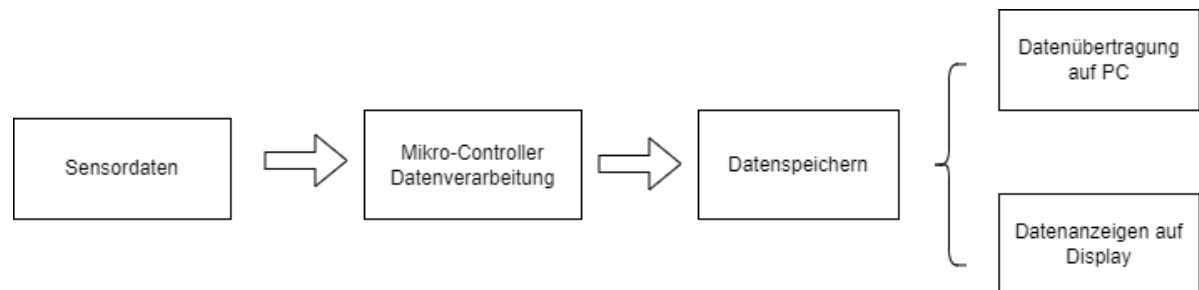 Sensordaten
Mikro-Controller
Datenverarbeitung
Datenspeichern
Datenübertragung
auf PC
Datenanzeigen auf
Display